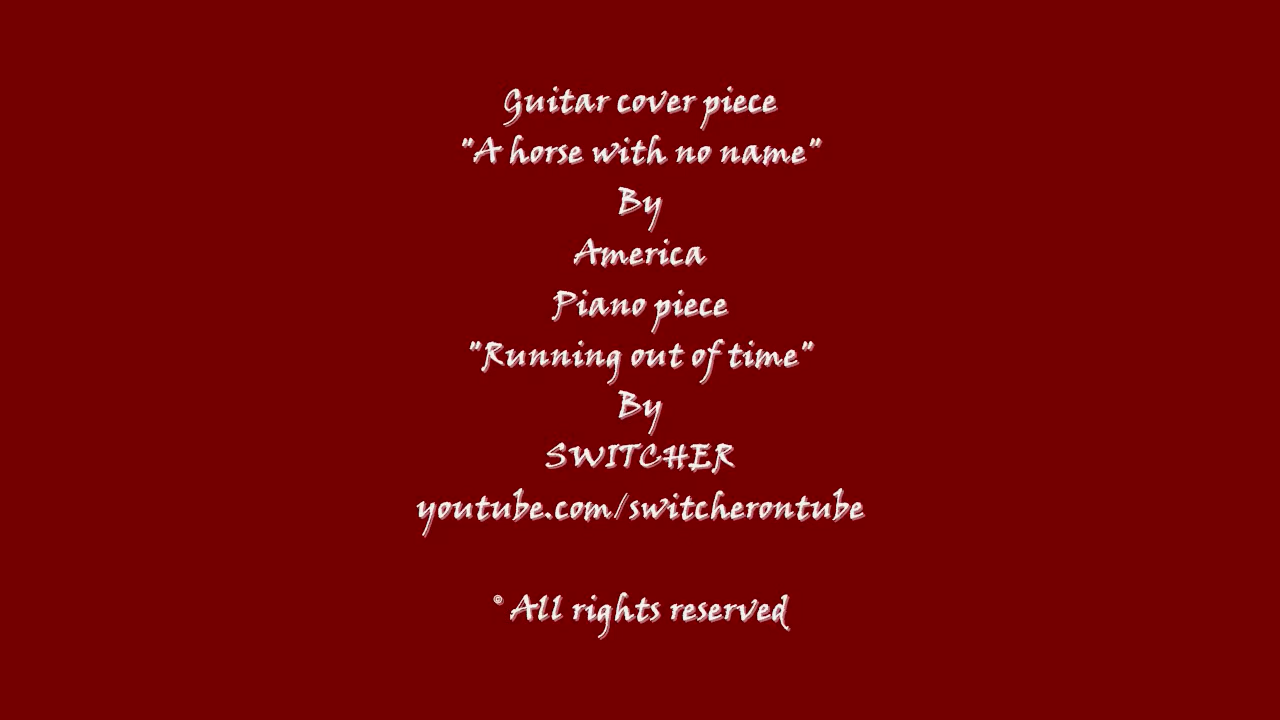 Guitar cover piece
"A horse with no name"
By
America
Piano piece
"Running out of time"
By
SWITCHER
youtube.com/switcherontube
© All rights reserved